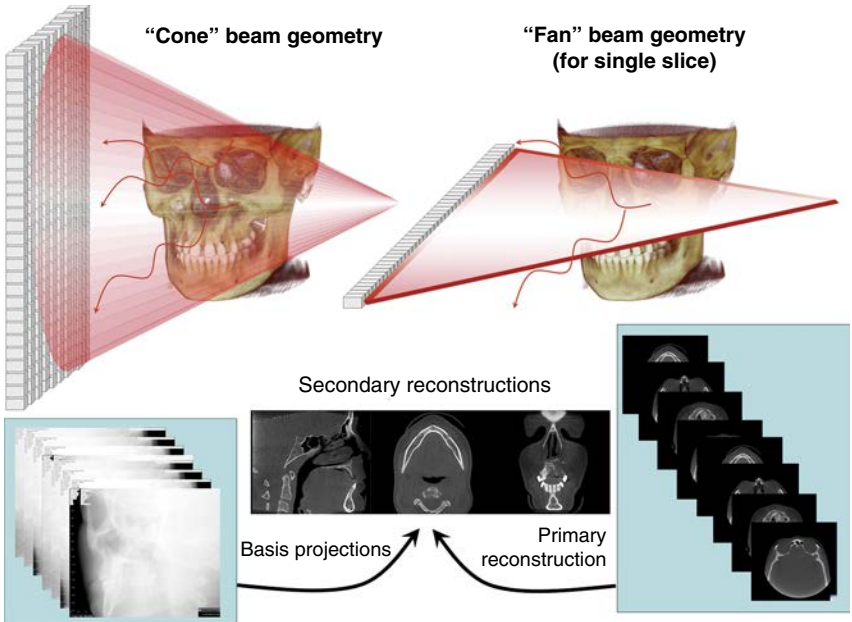 “Cone” beam geometry
“Fan” beam geometry
(for single slice)
Secondary reconstructions
Basis projections
Primary
reconstruction